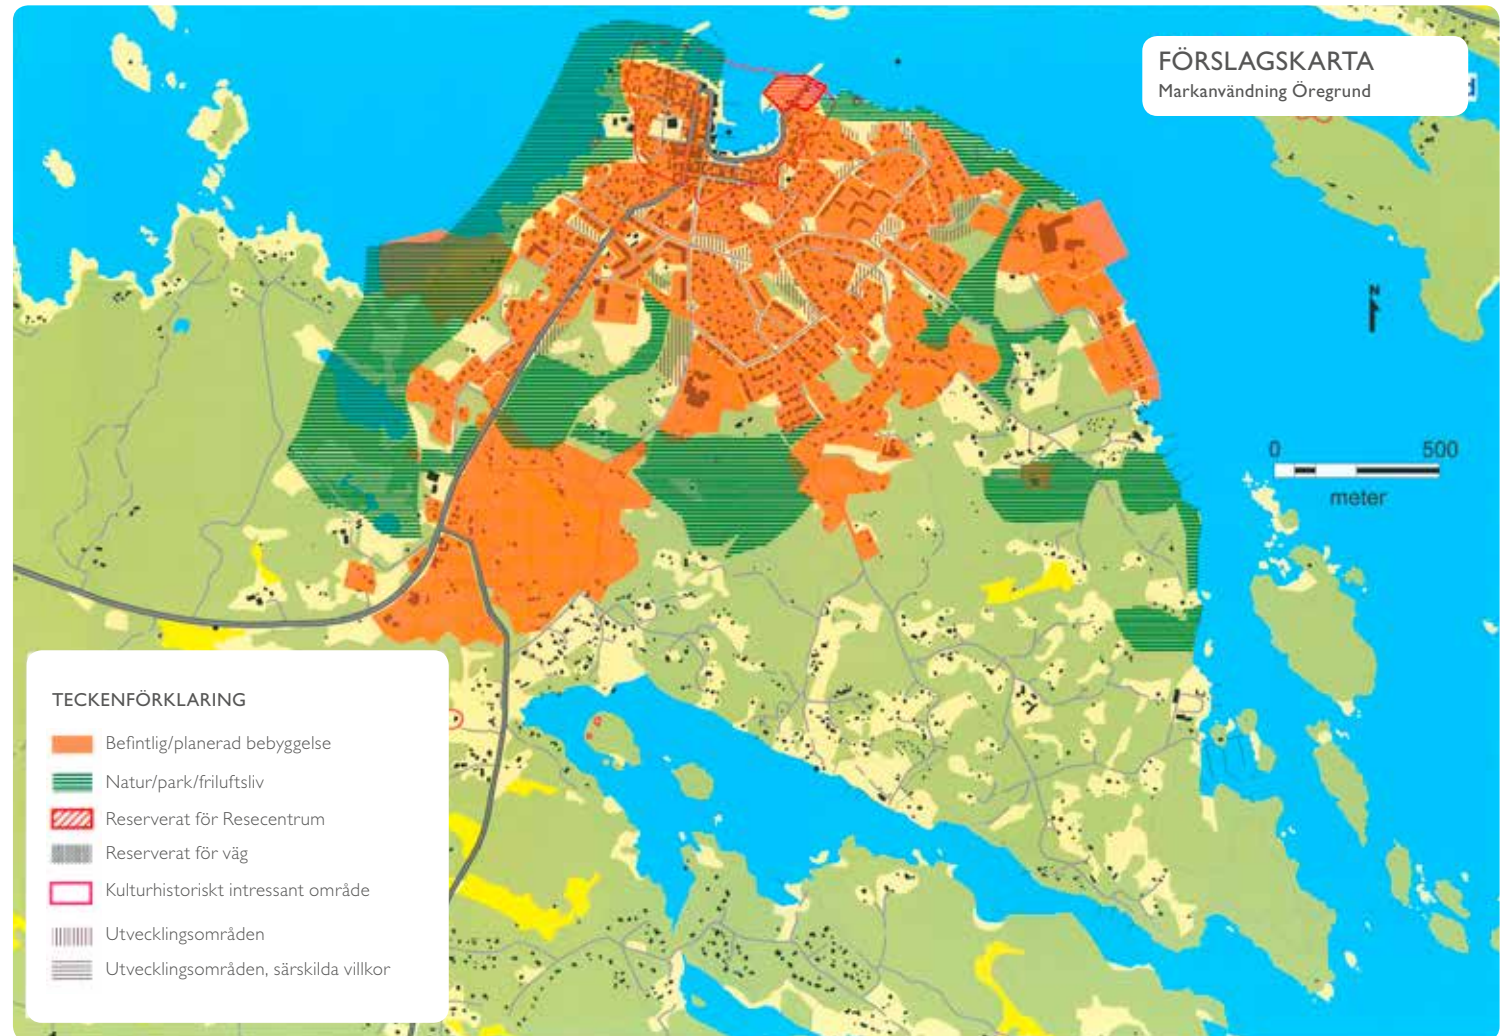 FÖRSLAGSKARTA
Markanvändning Öregrund
N
0 500
meter
TECKENFÖRKLARING
Befintlig/planerad bebyggelse
Natur/park/friluftsliv
Reserverat för Resecentrum
Reserverat för väg
Kulturhistoriskt intressant område
Utvecklingsområden
Utvecklingsområden, särskilda villkor